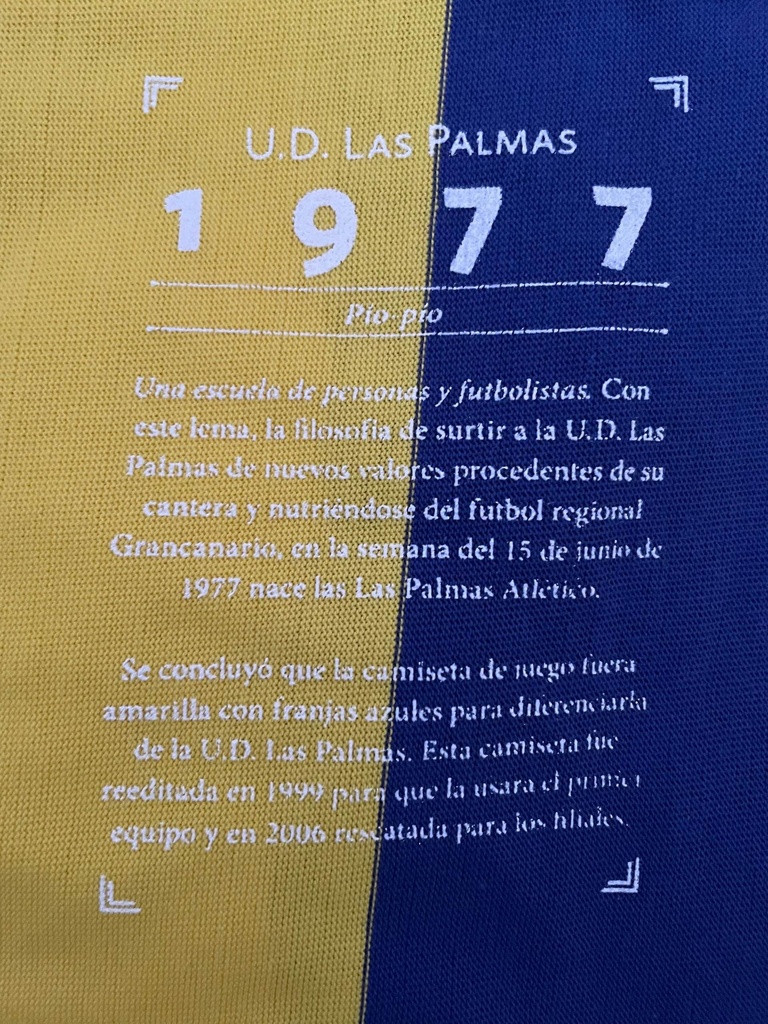 U.D. LAS PALMAS
1977
Pío-pío
Una escuela de personas y futbolistas. Con
este lema, la filosofía de surtir a la U.D. Las
Palmas de nuevos valores procedentes de su
cantera y nutriéndose del futbol regional
Grancanario, en la semana del 15 de junio de
1977 nace las Las Palmas Atlético.
Se concluyó que la camiseta de juego fuera
amarilla con franjas azules para diferenciarla
de la U.D. Las Palmas. Esta camiseta fue
reeditada en 1999 para que la usara el primer
equipo y en 2006 rescatada para los filiales.